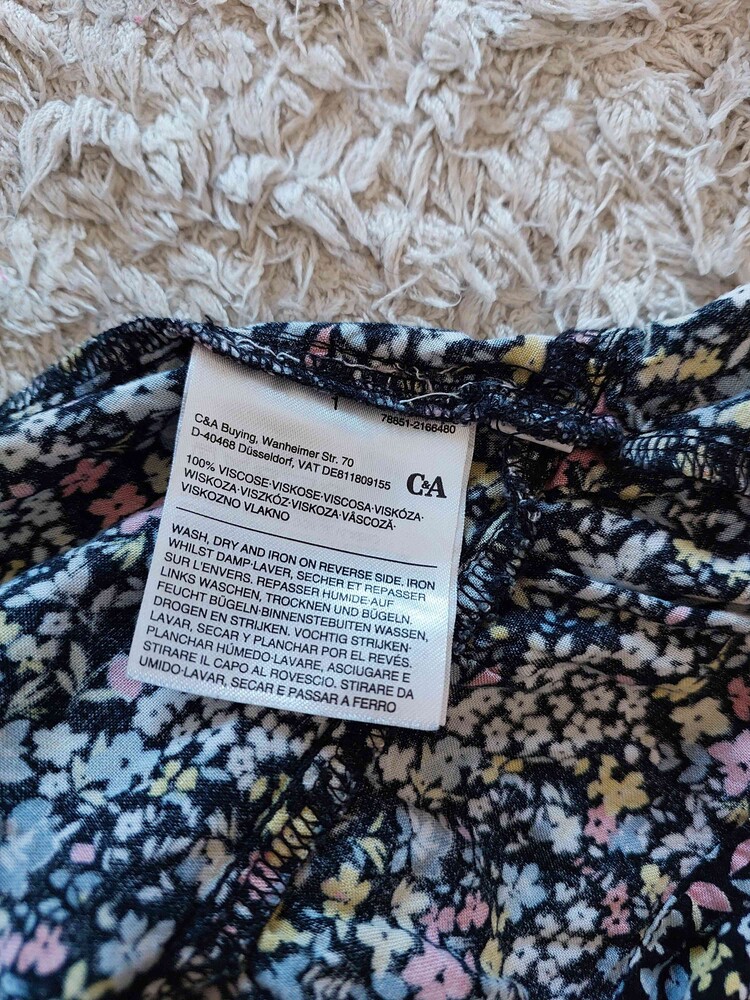 1
78851-2166480
C&A Buying, Wanheimer Str. 70
D-40468 Düsseldorf, VAT DE811809155
C&A
100% VISCOSE·VISKOSE·VISCOSA·VISKÓZA·
WISKOZA·VISZKÓZ·VISKOZA·VÂSCOZĂ·
VISKOZNO VLAKNO
WASH, DRY AND IRON ON REVERSE SIDE. IRON
WHILST DAMP·LAVER, SECHER ET REPASSER
SUR L'ENVERS. REPASSER HUMIDE·AUF
LINKS WASCHEN, TROCKNEN UND BÜGELN.
FEUCHT BÜGELN·BINNENSTEBUITEN WASSEN,
DROGEN EN STRIJKEN. VOCHTIG STRIJKEN·
LAVAR, SECAR Y PLANCHAR POR EL REVÉS.
PLANCHAR HÚMEDO·LAVARE, ASCIUGARE E
STIRARE IL CAPO AL ROVESCIO. STIRARE DA
UMIDO·LAVAR, SECAR E PASSAR A FERRO